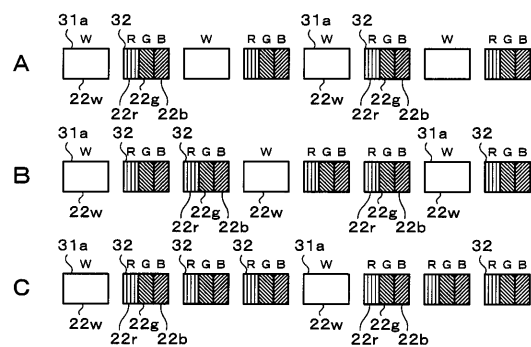 31a 32 31a 32
W R G B W R G B W R G B W R G B
A
22w 22g 22w 22g
22r 22b 22r 22b
31a 32 32 31a 32
W R G B R G B W R G B R G B W R G B
B
22w 22g 22w 22g 22w
22r 22b 22r 22b
31a 32 32 32 31a 32
W R G B R G B R G B W R G B R G B R G B
C
22w 22g 22w 22g
22r 22b 22r 22b